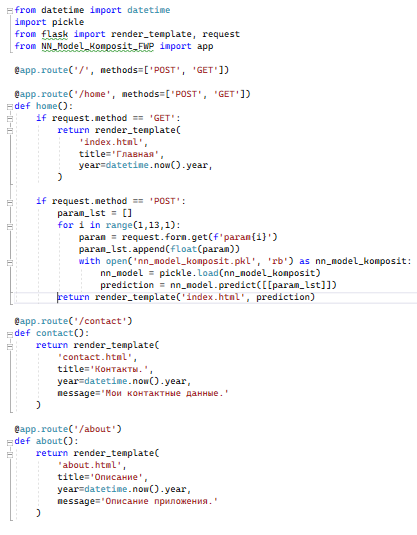 from datetime import datetime
import pickle
from flask import render_template, request
from NN_Model_Komposit_FWP import app
@app.route('/', methods=['POST', 'GET'])
@app.route('/home', methods=['POST', 'GET'])
def home():
if request.method == 'GET':
return render_template(
'index.html',
title='Главная',
year=datetime.now().year,
)
if request.method == 'POST':
param_lst = []
for i in range(1,13,1):
param = request.form.get(f'param{i}')
param_lst.append(float(param))
with open('nn_model_komposit.pkl', 'rb') as nn_model_komposit:
nn_model = pickle.load(nn_model_komposit)
prediction = nn_model.predict([[param_lst]])
return render_template('index.html', prediction)
@app.route('/contact')
def contact():
return render_template(
'contact.html',
title='Контакты.',
year=datetime.now().year,
message='Мои контактные данные.'
)
@app.route('/about')
def about():
return render_template(
'about.html',
title='Описание',
year=datetime.now().year,
message='Описание приложения.'
)